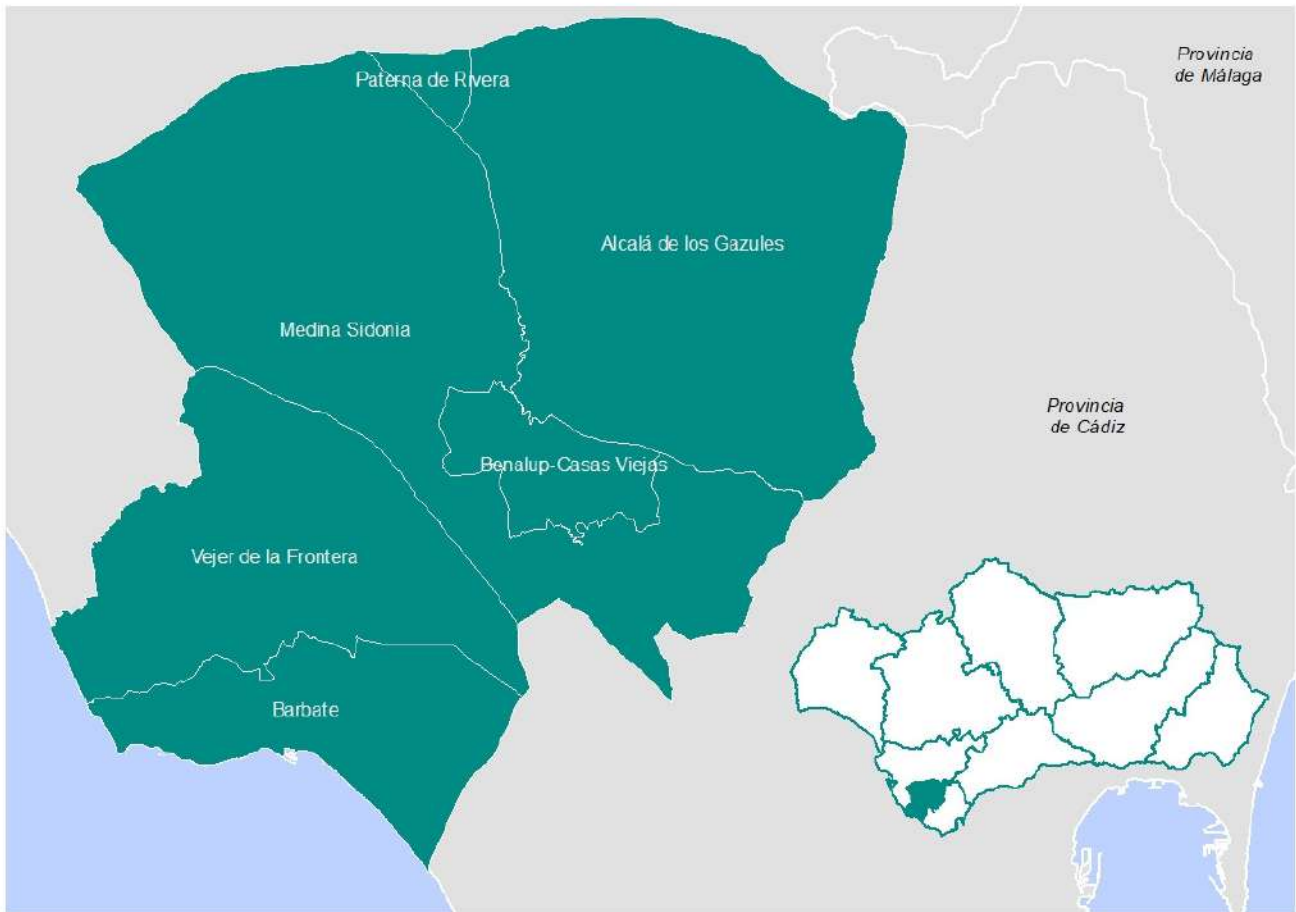 Provincia
de Málaga
Paterna de Rivera
Alcalá de los Gazules
Medina Sidonia
Provincia
de Cádiz
Benalup-Casas Viejas
Vejer de la Frontera
Barbate